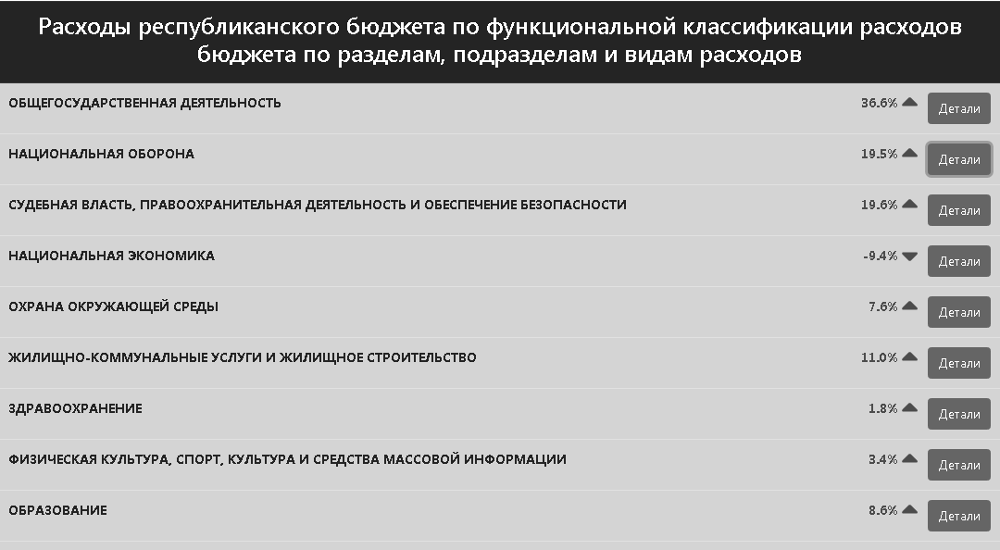 Расходы республиканского бюджета по функциональной классификации расходов
бюджета по разделам, подразделам и видам расходов
ОБЩЕГОСУДАРСТВЕННАЯ ДЕЯТЕЛЬНОСТЬ 36.6% Детали
НАЦИОНАЛЬНАЯ ОБОРОНА 19.5% Детали
СУДЕБНАЯ ВЛАСТЬ, ПРАВООХРАНИТЕЛЬНАЯ ДЕЯТЕЛЬНОСТЬ И ОБЕСПЕЧЕНИЕ БЕЗОПАСНОСТИ 19.6% Детали
НАЦИОНАЛЬНАЯ ЭКОНОМИКА -9.4% Детали
ОХРАНА ОКРУЖАЮЩЕЙ СРЕДЫ 7.6% Детали
ЖИЛИЩНО-КОММУНАЛЬНЫЕ УСЛУГИ И ЖИЛИЩНОЕ СТРОИТЕЛЬСТВО 11.0% Детали
ЗДРАВООХРАНЕНИЕ 1.8% Детали
ФИЗИЧЕСКАЯ КУЛЬТУРА, СПОРТ, КУЛЬТУРА И СРЕДСТВА МАССОВОЙ ИНФОРМАЦИИ 3.4% Детали
ОБРАЗОВАНИЕ 8.6% Детали